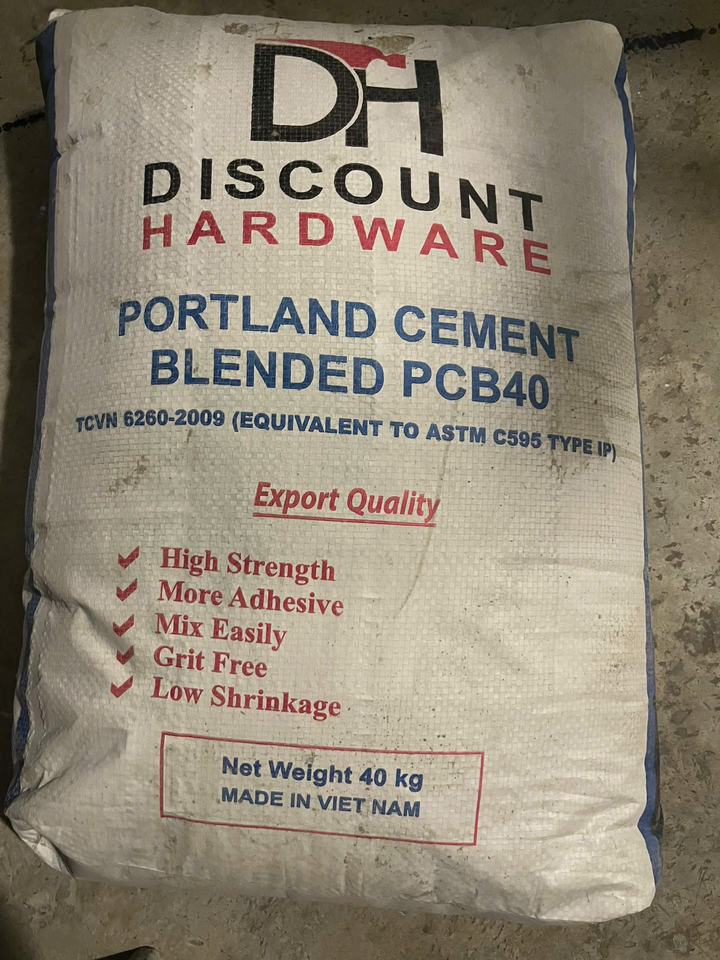 DH
DISCOUNT
HARDWARE
PORTLAND CEMENT
BLENDED PCB40
TCVN 6260-2009 (EQUIVALENT TO ASTM C595 TYPE IP)
Export Quality
High Strength
More Adhesive
Mix Easily
Grit Free
Low Shrinkage
Net Weight 40 kg
MADE IN VIET NAM